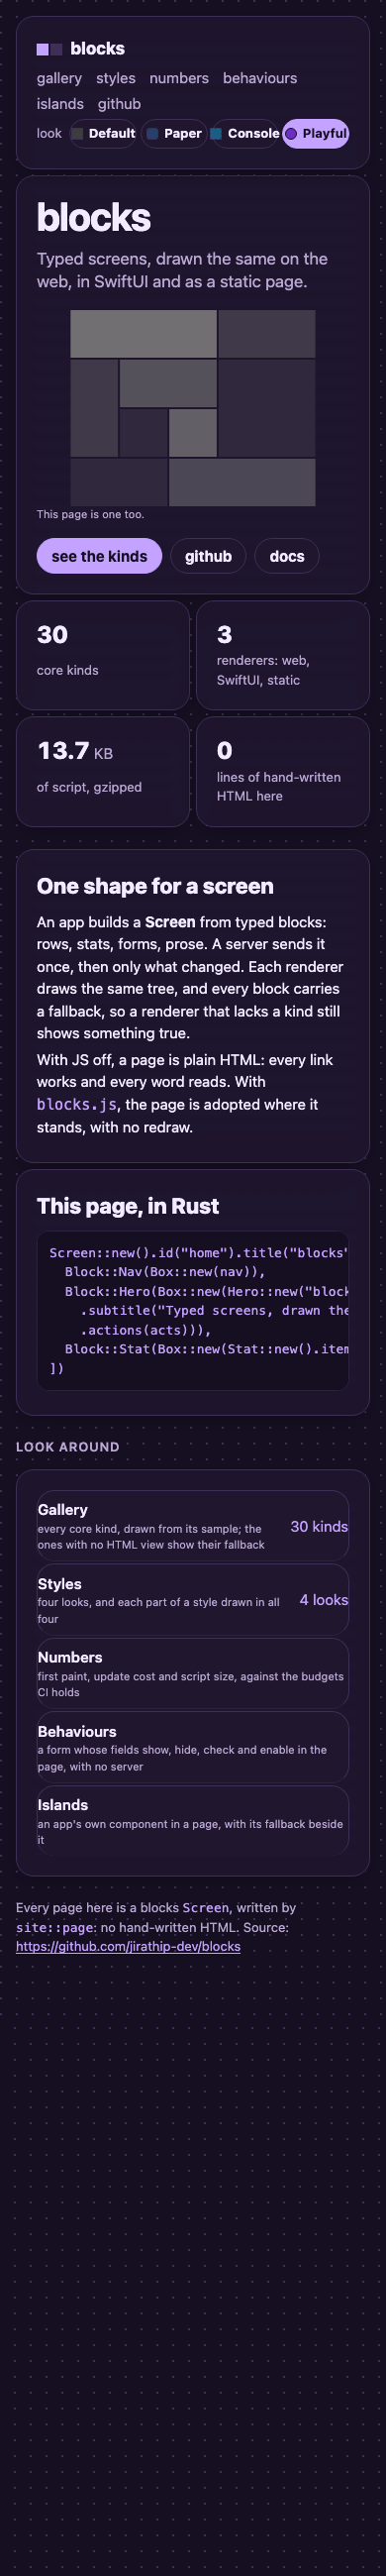 blocks
gallery styles numbers behaviours
islands github
look Default Paper Console Playful
blocks
Typed screens, drawn the same on the
web, in SwiftUI and as a static page.
This page is one too.
see the kinds github docs
30
core kinds
3
renderers: web,
SwiftUI, static
13.7 KB
of script, gzipped
0
lines of hand-written
HTML here
One shape for a screen
An app builds a Screen from typed blocks:
rows, stats, forms, prose. A server sends it
once, then only what changed. Each renderer
draws the same tree, and every block carries
a fallback, so a renderer that lacks a kind still
shows something true.
With JS off, a page is plain HTML: every link
works and every word reads. With
blocks.js, the page is adopted where it
stands, with no redraw.
This page, in Rust
Screen::new().id("home").title("blocks"
Block::Nav(Box::new(nav)),
Block::Hero(Box::new(Hero::new("block
.subtitle("Typed screens, drawn the
.actions(acts))),
Block::Stat(Box::new(Stat::new().item
])
LOOK AROUND
Gallery
every core kind, drawn from its sample; the
ones with no HTML view show their fallback
30 kinds
Styles
four looks, and each part of a style drawn in all
four
4 looks
Numbers
first paint, update cost and script size, against the budgets
CI holds
Behaviours
a form whose fields show, hide, check and enable in the
page, with no server
Islands
an app's own component in a page, with its fallback beside
it
Every page here is a blocks Screen, written by
site::page: no hand-written HTML. Source:
https://github.com/jirathip-dev/blocks